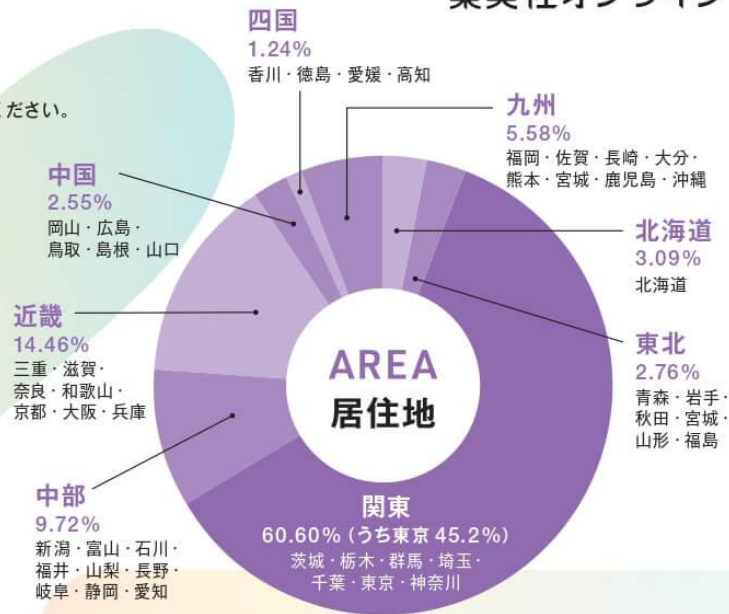 四国
1.24%
香川・徳島・愛媛・高知
ださい。
九州
5.58%
福岡・佐賀・長崎・大分・
熊本・宮城・鹿児島・沖縄
中国
2.55%
岡山・広島・
鳥取・島根・山口
北海道
3.09%
北海道
近畿
14.46%
三重・滋賀・
奈良・和歌山・
京都・大阪・兵庫
AREA
居住地
東北
2.76%
青森・岩手・
秋田・宮城・
山形・福島
中部
9.72%
新潟・富山・石川・
福井・山梨・長野・
岐阜・静岡・愛知
関東
60.60%（うち東京 45.2%）
茨城・栃木・群馬・埼玉・
千葉・東京・神奈川